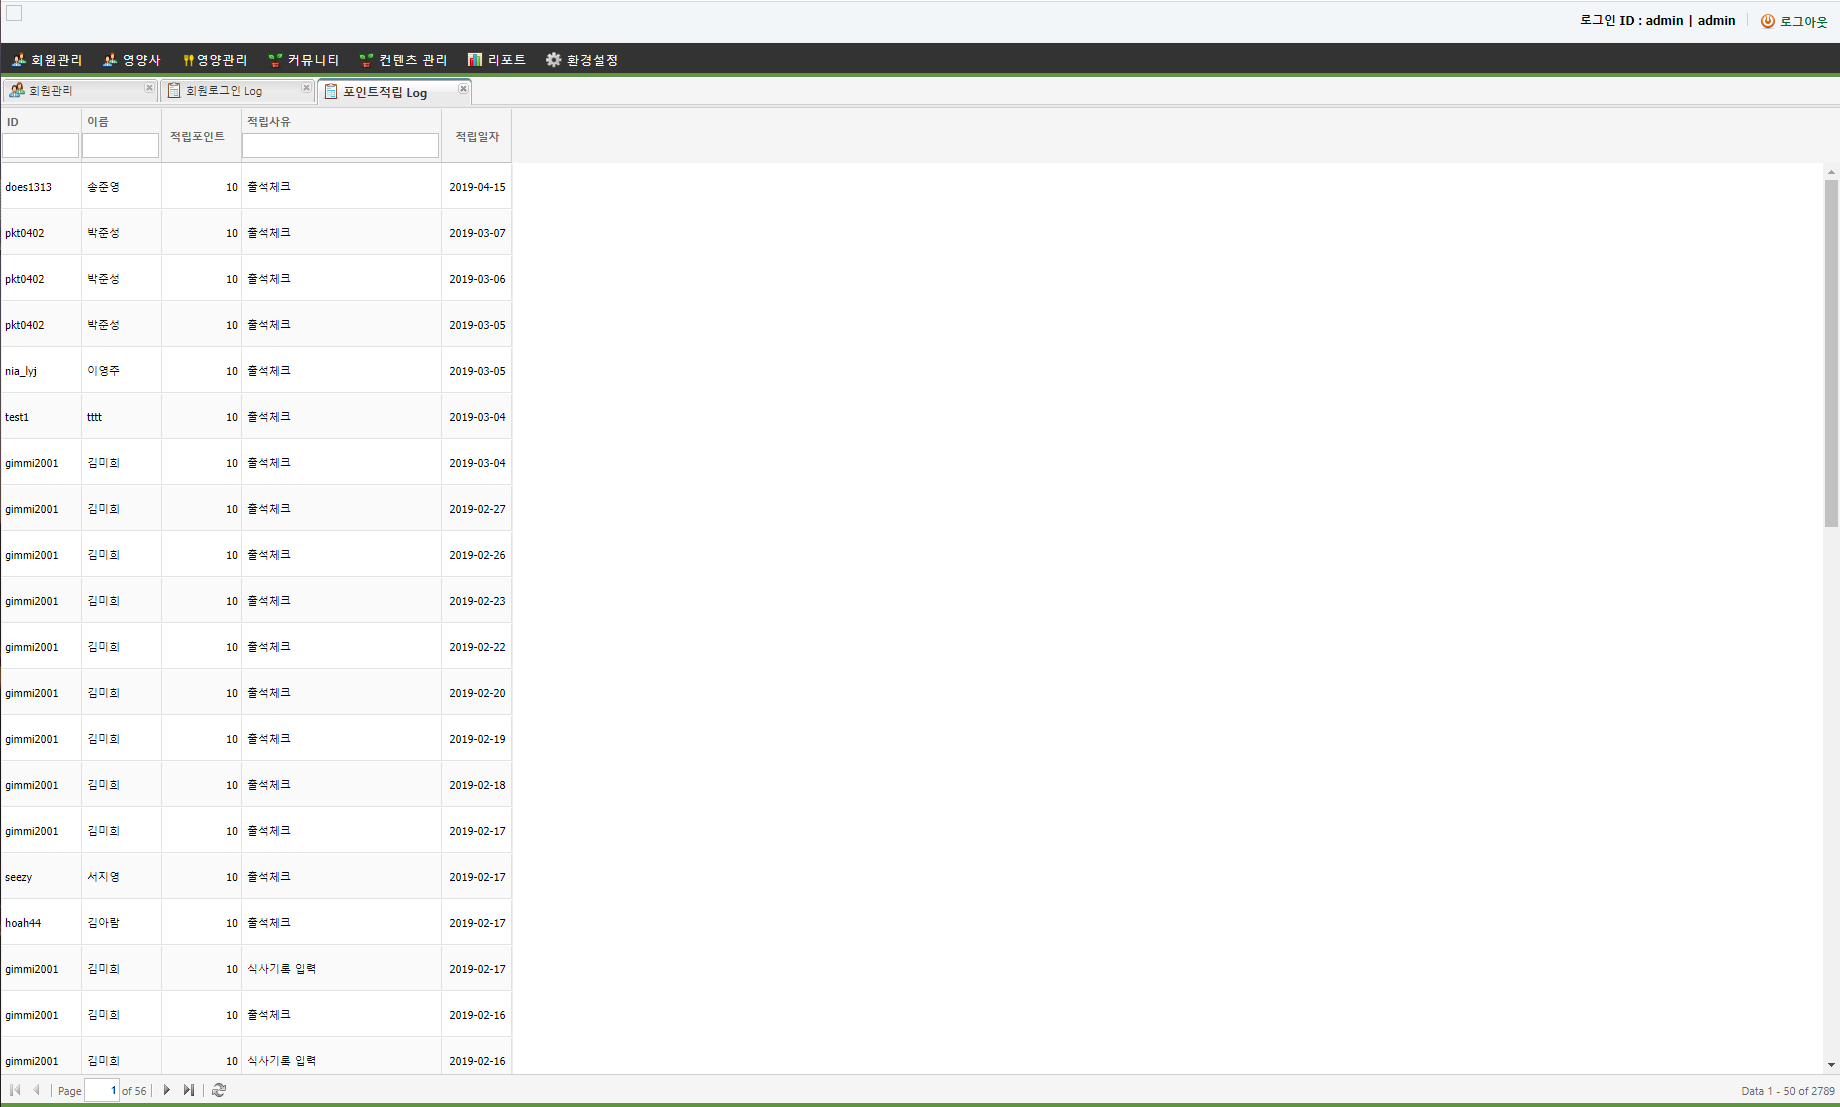 로그인 ID : admin | admin 로그아웃
회원관리 영양사 영양관리 커뮤니티 컨텐츠 관리 리포트 환경설정
회원관리 회원로그인 Log 포인트적립 Log
ID 이름 적립포인트 적립사유 적립일자
does1313 송준영 10 출석체크 2019-04-15
pkt0402 박준성 10 출석체크 2019-03-07
pkt0402 박준성 10 출석체크 2019-03-06
pkt0402 박준성 10 출석체크 2019-03-05
nia_lyj 이영주 10 출석체크 2019-03-05
test1 tttt 10 출석체크 2019-03-04
gimmi2001 김미희 10 출석체크 2019-03-04
gimmi2001 김미희 10 출석체크 2019-02-27
gimmi2001 김미희 10 출석체크 2019-02-26
gimmi2001 김미희 10 출석체크 2019-02-23
gimmi2001 김미희 10 출석체크 2019-02-22
gimmi2001 김미희 10 출석체크 2019-02-20
gimmi2001 김미희 10 출석체크 2019-02-19
gimmi2001 김미희 10 출석체크 2019-02-18
gimmi2001 김미희 10 출석체크 2019-02-17
seezy 서지영 10 출석체크 2019-02-17
hoah44 김아람 10 출석체크 2019-02-17
gimmi2001 김미희 10 식사기록 입력 2019-02-17
gimmi2001 김미희 10 출석체크 2019-02-16
gimmi2001 김미희 10 식사기록 입력 2019-02-16
Page 1 of 56 Data 1 - 50 of 2789